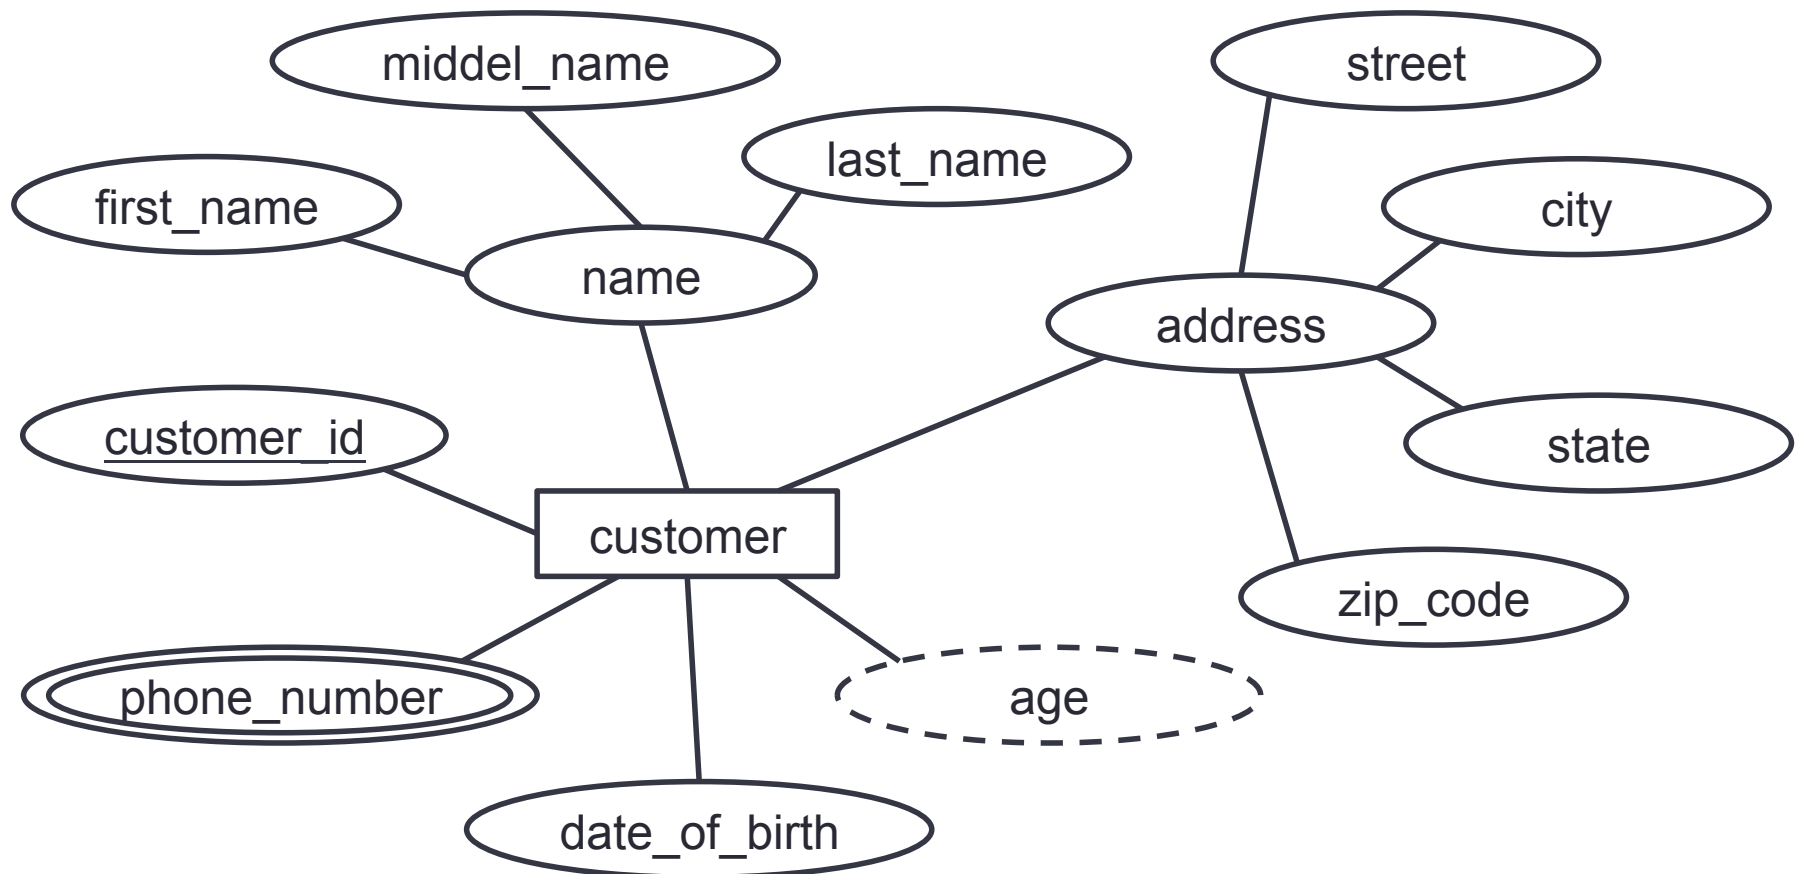 middel_name
street
last_name
first_name
city
name
address
customer_id
state
customer
zip_code
phone_number
age
date_of_birth